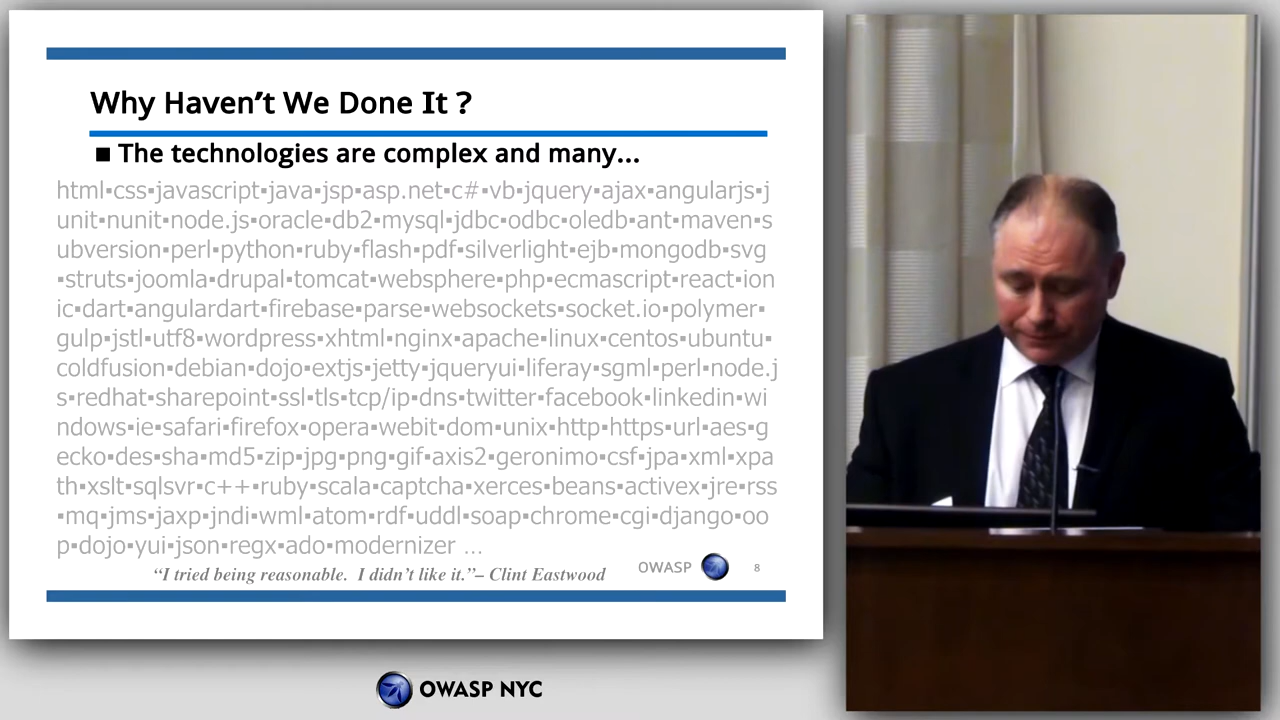 Why Haven't We Done It ?
■ The technologies are complex and many...
html▪css▪javascript▪java▪jsp▪asp.net▪c#▪vb▪jquery▪ajax▪angularjs▪j
unit▪nunit▪node.js▪oracle▪db2▪mysql▪jdbc▪odbc▪oledb▪ant▪maven▪s
ubversion▪perl▪python▪ruby▪flash▪pdf▪silverlight▪ejb▪mongodb▪svg
▪struts▪joomla▪drupal▪tomcat▪websphere▪php▪ecmascript▪react▪ion
ic▪dart▪anguardart▪firebase▪parse▪websockets▪socket.io▪polymer▪
gulp▪jstl▪utf8▪wordpress▪xhtml▪nginx▪apache▪linux▪centos▪ubuntu▪
coldfusion▪debian▪dojo▪extjs▪jetty▪jqueryui▪liferay▪sgml▪perl▪node.j
s▪redhat▪sharepoint▪ssl▪tls▪tcp/ip▪dns▪twitter▪facebook▪linkedin▪wi
ndows▪ie▪safari▪firefox▪opera▪webit▪dom▪unix▪http▪https▪url▪aes▪g
ecko▪des▪sha▪md5▪zip▪jpg▪png▪gif▪axis2▪geronimo▪csf▪jpa▪xml▪xpa
th▪xslt▪sqlsvr▪c++▪ruby▪scala▪captcha▪xerces▪beans▪activex▪jre▪rss
▪mq▪jms▪jaxp▪jndi▪wml▪atom▪rdf▪uddl▪soap▪chrome▪cgi▪django▪oo
p▪dojo▪yui▪json▪regx▪ado▪modernizer ...
“I tried being reasonable. I didn’t like it.”– Clint Eastwood
OWASP 8
OWASP NYC